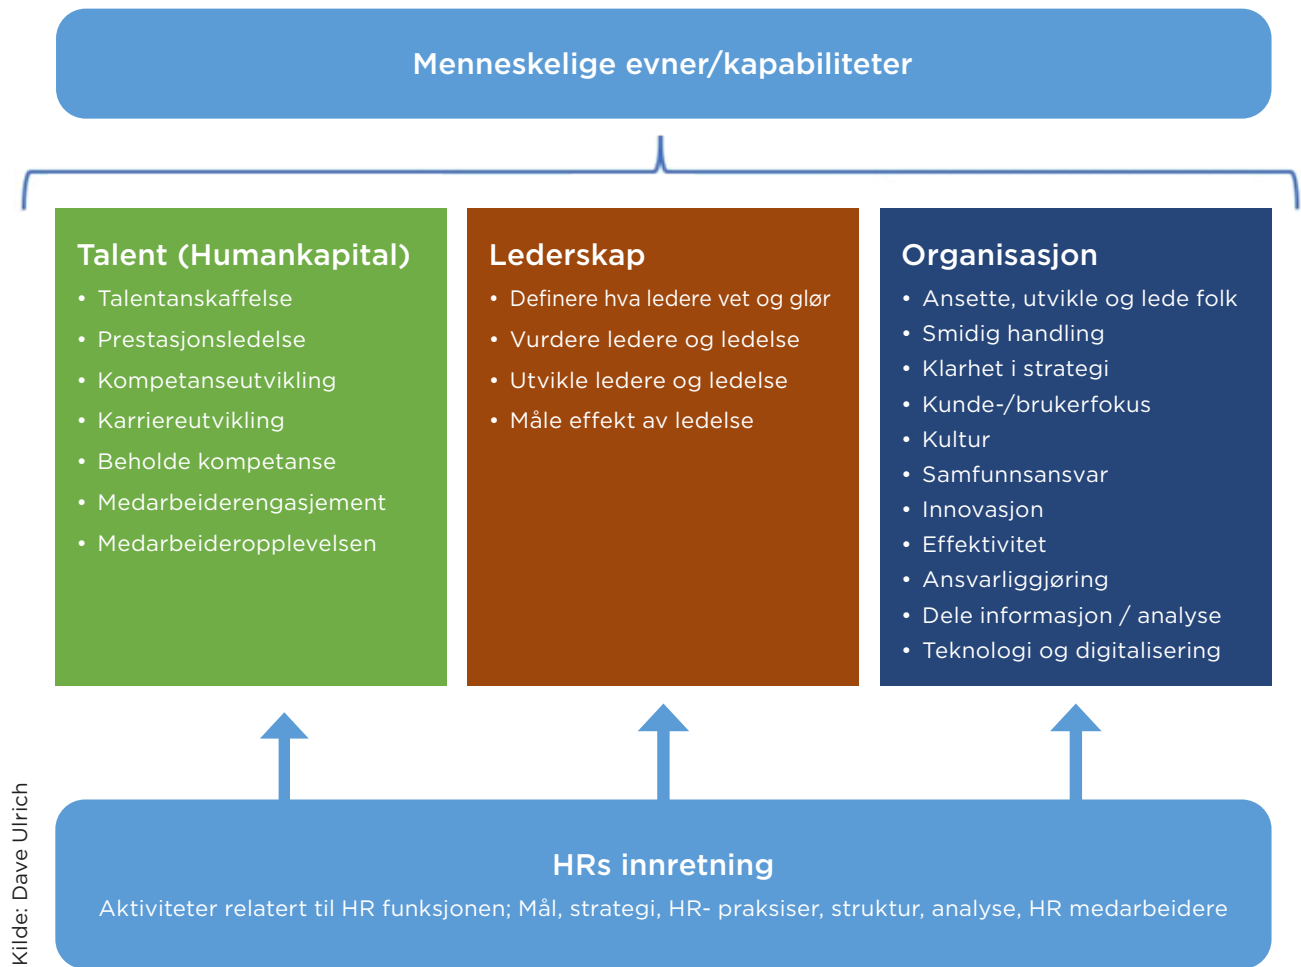 Menneskelige evner/kapabiliteter
Talent (Humankapital)
• Talentanskaffelse
• Prestasjonsledelse
• Kompetanseutvikling
• Karriereutvikling
• Beholde kompetanse
• Medarbeiderengasjement
• Medarbeideropplevelsen
Lederskap
• Definere hva ledere vet og glør
• Vurdere ledere og ledelse
• Utvikle ledere og ledelse
• Måle effekt av ledelse
Organisasjon
• Ansette, utvikle og lede folk
• Smidig handling
• Klarhet i strategi
• Kunde-/brukerfokus
• Kultur
• Samfunnsansvar
• Innovasjon
• Effektivitet
• Ansvarliggjøring
• Dele informasjon / analyse
• Teknologi og digitalisering
HRs innretning
Aktiviteter relatert til HR funksjonen; Mål, strategi, HR- praksiser, struktur, analyse, HR medarbeidere
Kilde: Dave Ulrich